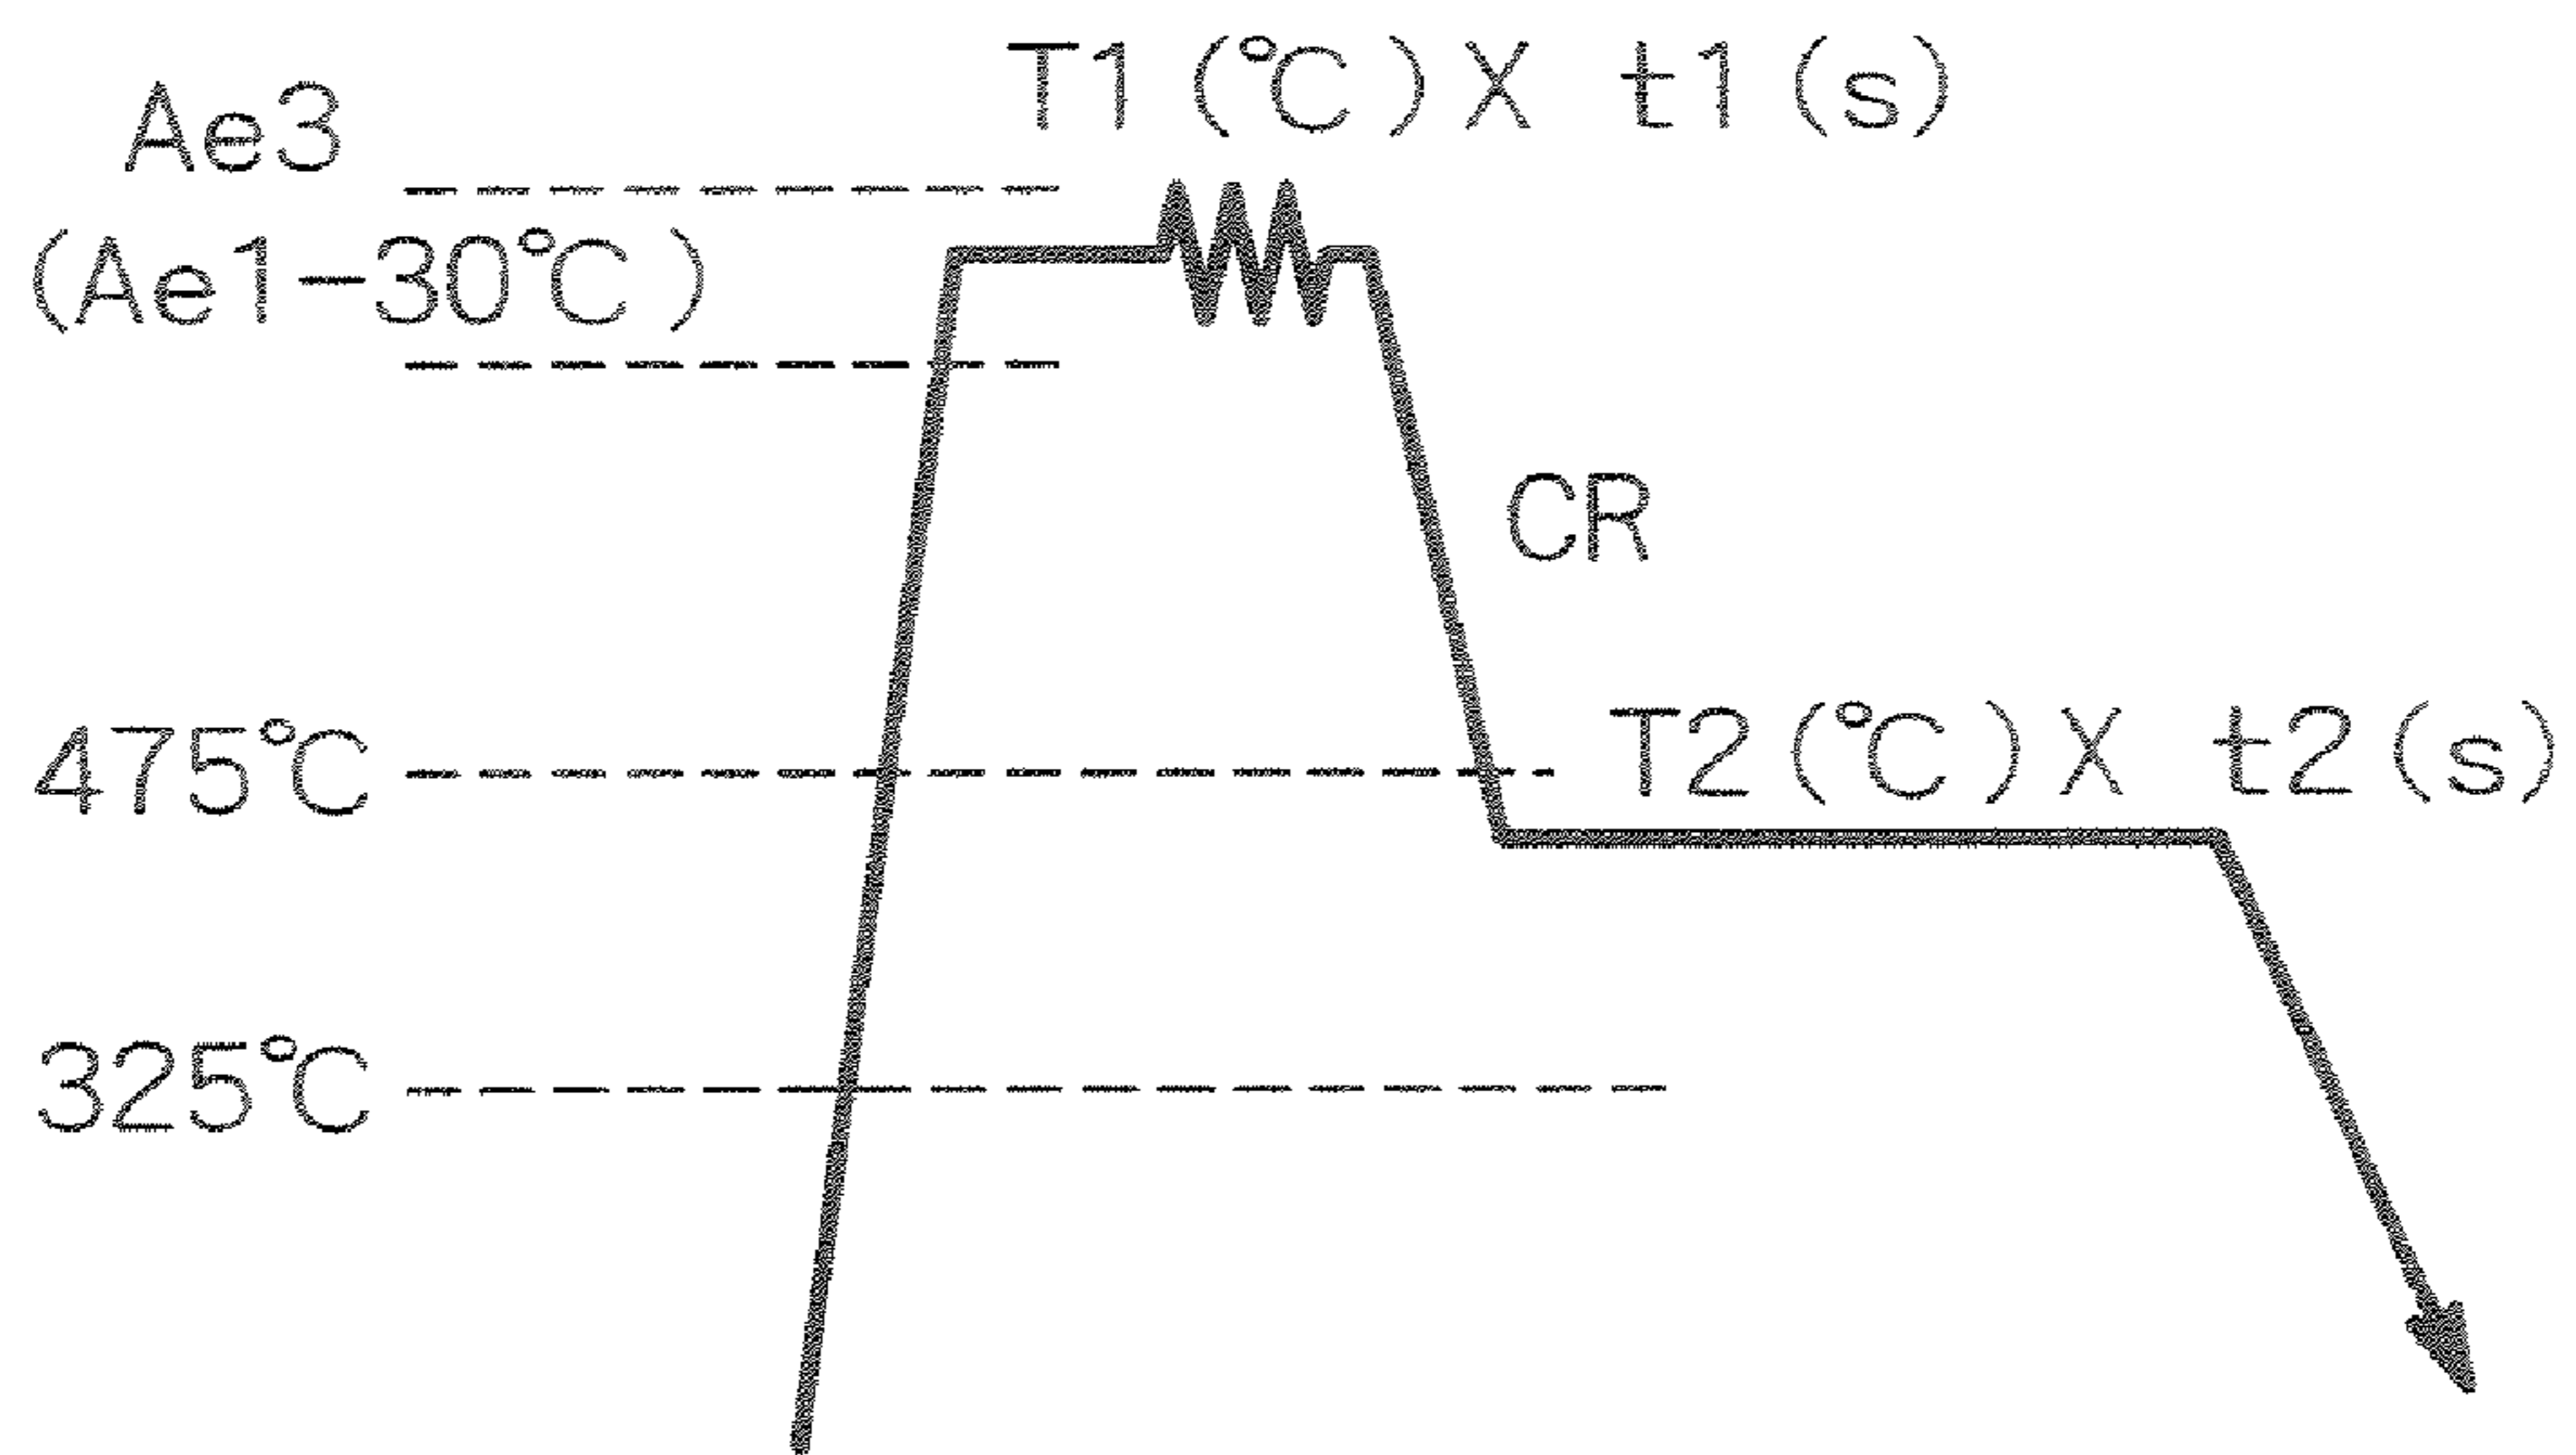 T1(℃)X t1(s)
Ae3
(Ae1-30℃)
CR
475℃
T2(℃)X t2(s)
325℃